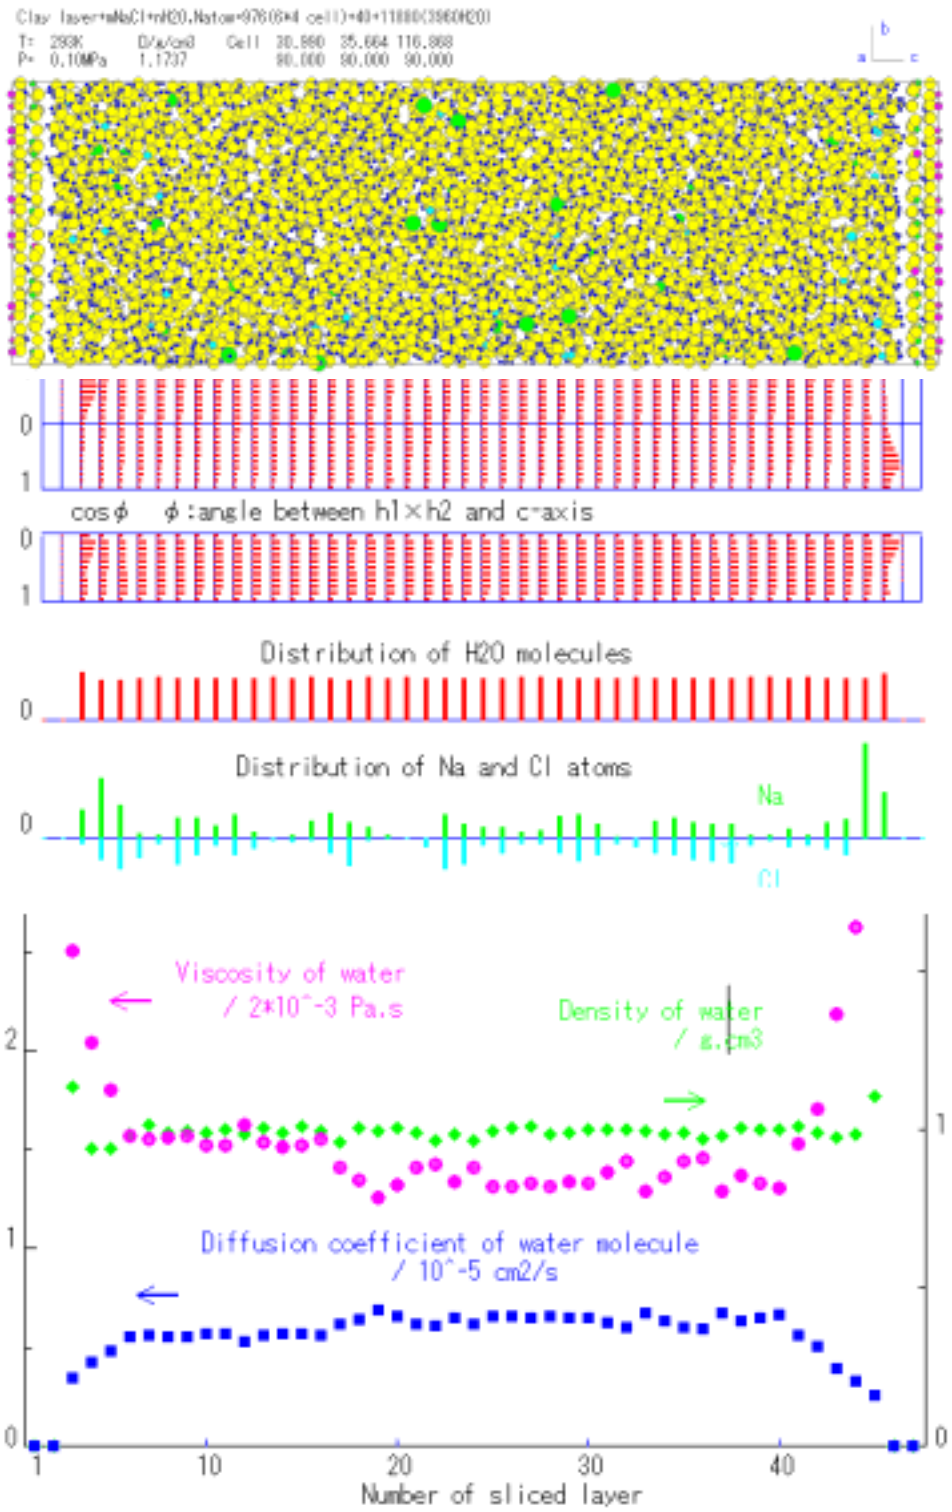 Clay layer+mNaCl+nH2O,Natom=976(6*4 cell)+40+11880(3960H2O)
T= 293K D/g/cm3 Cell 30.990 35.664 116.868
P= 0.10MPa 1.1737 90.000 90.000 90.000
b
a c
0
1
cosφ φ:angle between h1×h2 and c-axis
0
1
Distribution of H2O molecules
0
Distribution of Na and Cl atoms
Na
0
Cl
Viscosity of water
/ 2*10^-3 Pa.s
Density of water
/ g.cm3
2
1
1
Diffusion coefficient of water molecule
/ 10^-5 cm2/s
0
0
1 10 20 30 40
Number of sliced layer